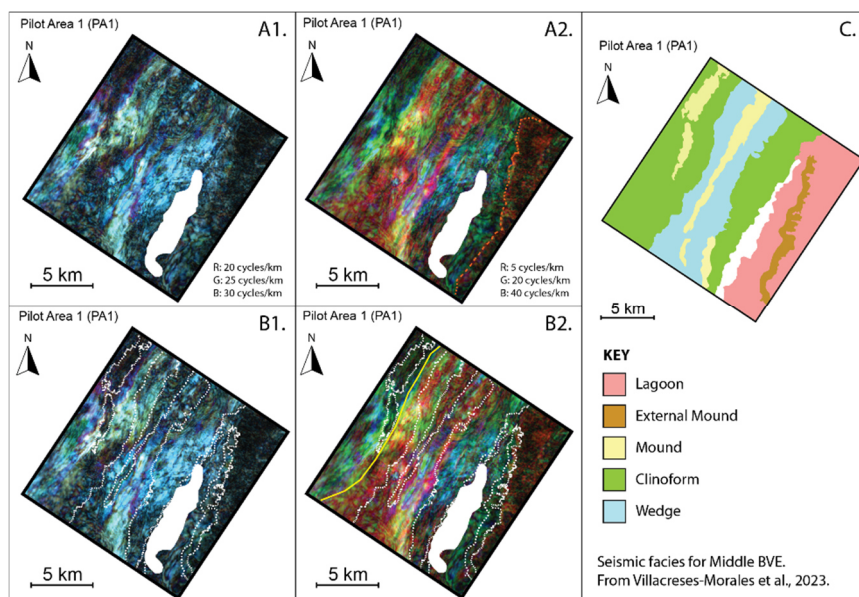 Pilot Area 1 (PA1)
A1.
N
5 km
R: 20 cycles/km
G: 25 cycles/km
B: 30 cycles/km
Pilot Area 1 (PA1)
A2.
N
5 km
R: 5 cycles/km
G: 20 cycles/km
B: 40 cycles/km
Pilot Area 1 (PA1)
C.
N
5 km
Pilot Area 1 (PA1)
B1.
N
5 km
Pilot Area 1 (PA1)
B2.
N
5 km
KEY
Lagoon
External Mound
Mound
Clinoform
Wedge
Seismic facies for Middle BVE.
From Villacreses-Morales et al., 2023.